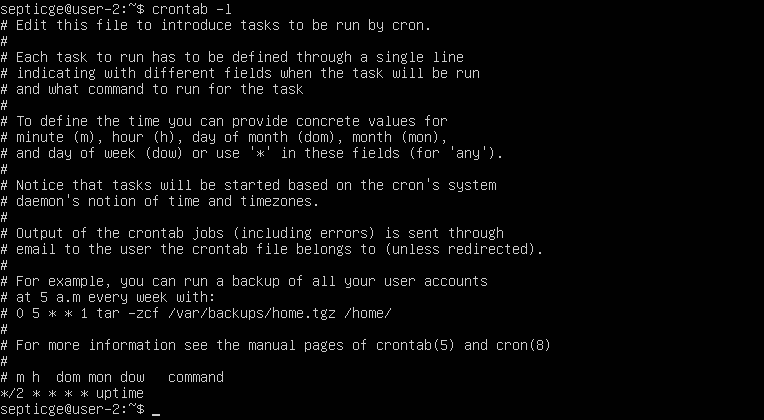 septicge@user-2:~$ crontab -l
# Edit this file to introduce tasks to be run by cron.
#
# Each task to run has to be defined through a single line
# indicating with different fields when the task will be run
# and what command to run for the task
#
# To define the time you can provide concrete values for
# minute (m), hour (h), day of month (dom), month (mon),
# and day of week (dow) or use '*' in these fields (for 'any').
#
# Notice that tasks will be started based on the cron's system
# daemon's notion of time and timezones.
#
# Output of the crontab jobs (including errors) is sent through
# email to the user the crontab file belongs to (unless redirected).
#
# For example, you can run a backup of all your user accounts
# at 5 a.m every week with:
# 0 5 * * 1 tar -zcf /var/backups/home.tgz /home/
#
# For more information see the manual pages of crontab(5) and cron(8)
#
# m h  dom mon dow   command
*/2 * * * * uptime
septicge@user-2:~$ _